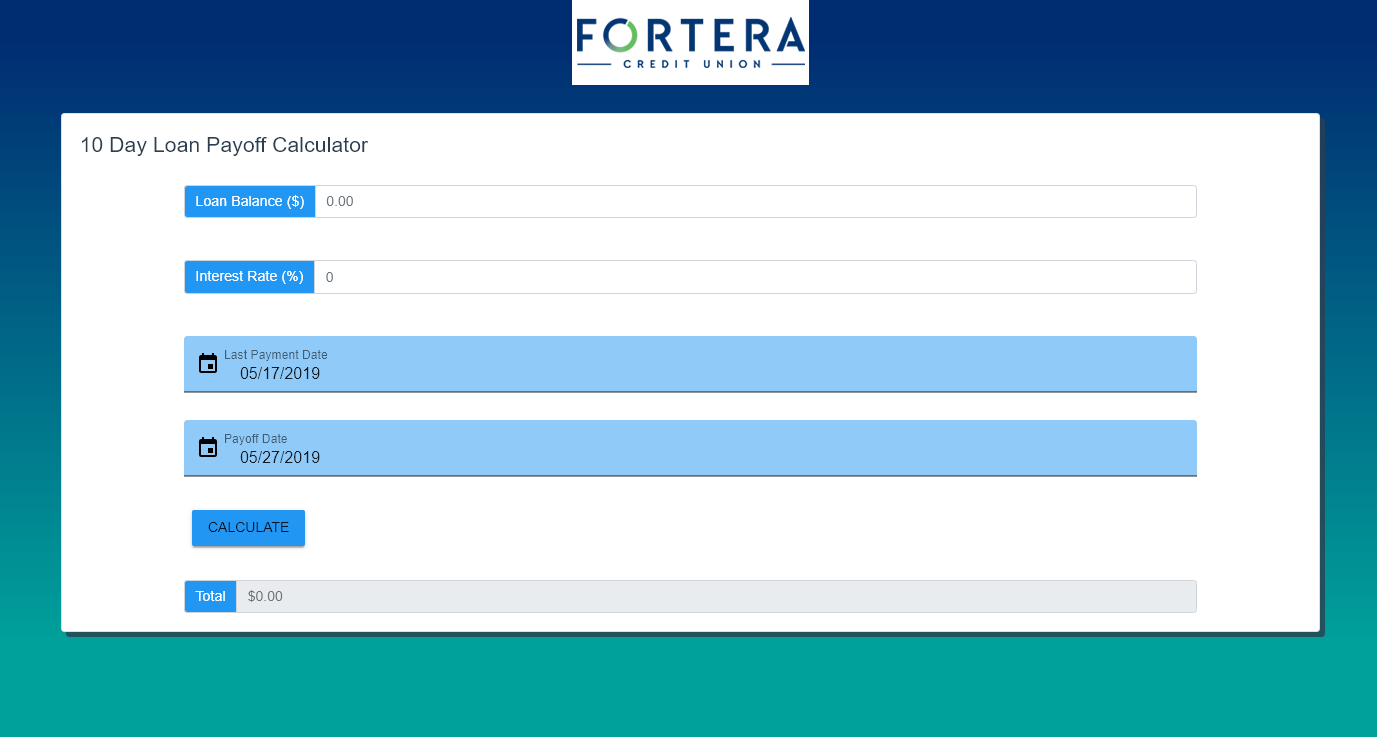 FORTERA
CREDIT UNION
10 Day Loan Payoff Calculator
Loan Balance ($) 0.00
Interest Rate (%) 0
Last Payment Date
05/17/2019
Payoff Date
05/27/2019
CALCULATE
Total $0.00